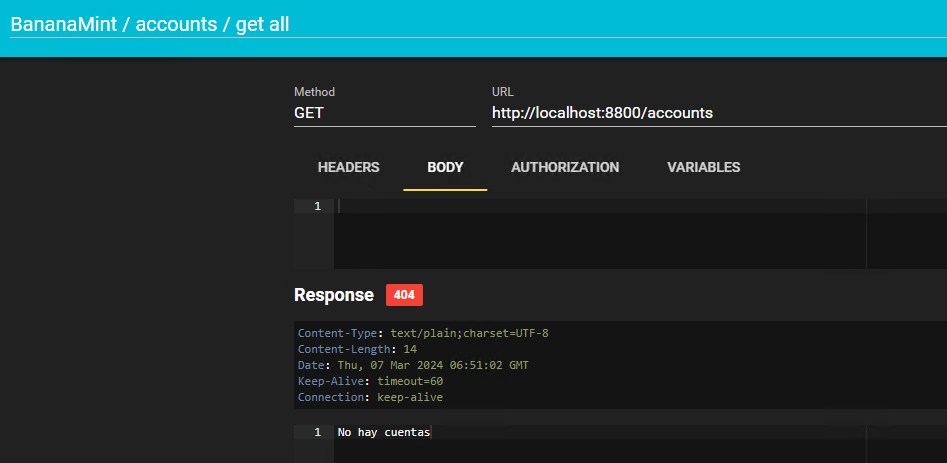 BananaMint / accounts / get all
Method
URL
GET
http://localhost:8800/accounts
HEADERS
BODY
AUTHORIZATION
VARIABLES
1
Response 404
Content-Type: text/plain;charset=UTF-8
Content-Length: 14
Date: Thu, 07 Mar 2024 06:51:02 GMT
Keep-Alive: timeout=60
Connection: keep-alive
1 No hay cuentas